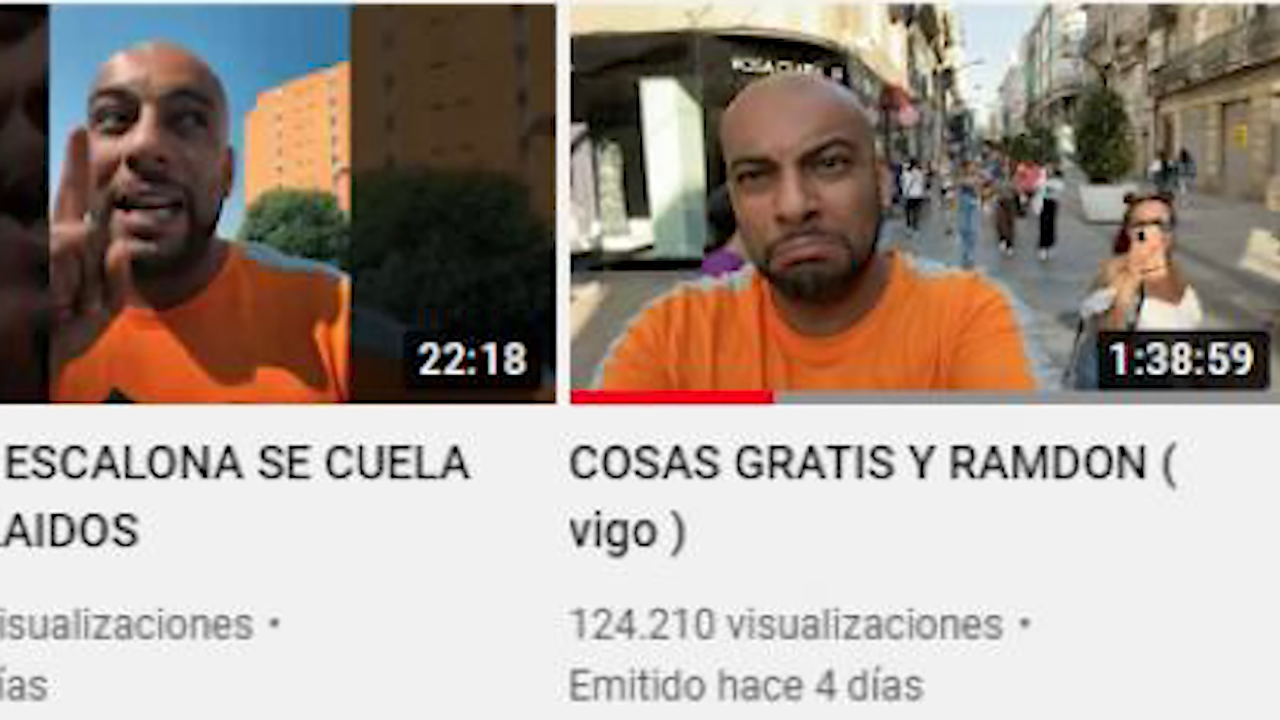 22:18
1:38:59
ESCALONA SE CUELA
LAIDOS
COSAS GRATIS Y RAMDON (
vigo )
isualizaciones •
ías
124.210 visualizaciones •
Emitido hace 4 días